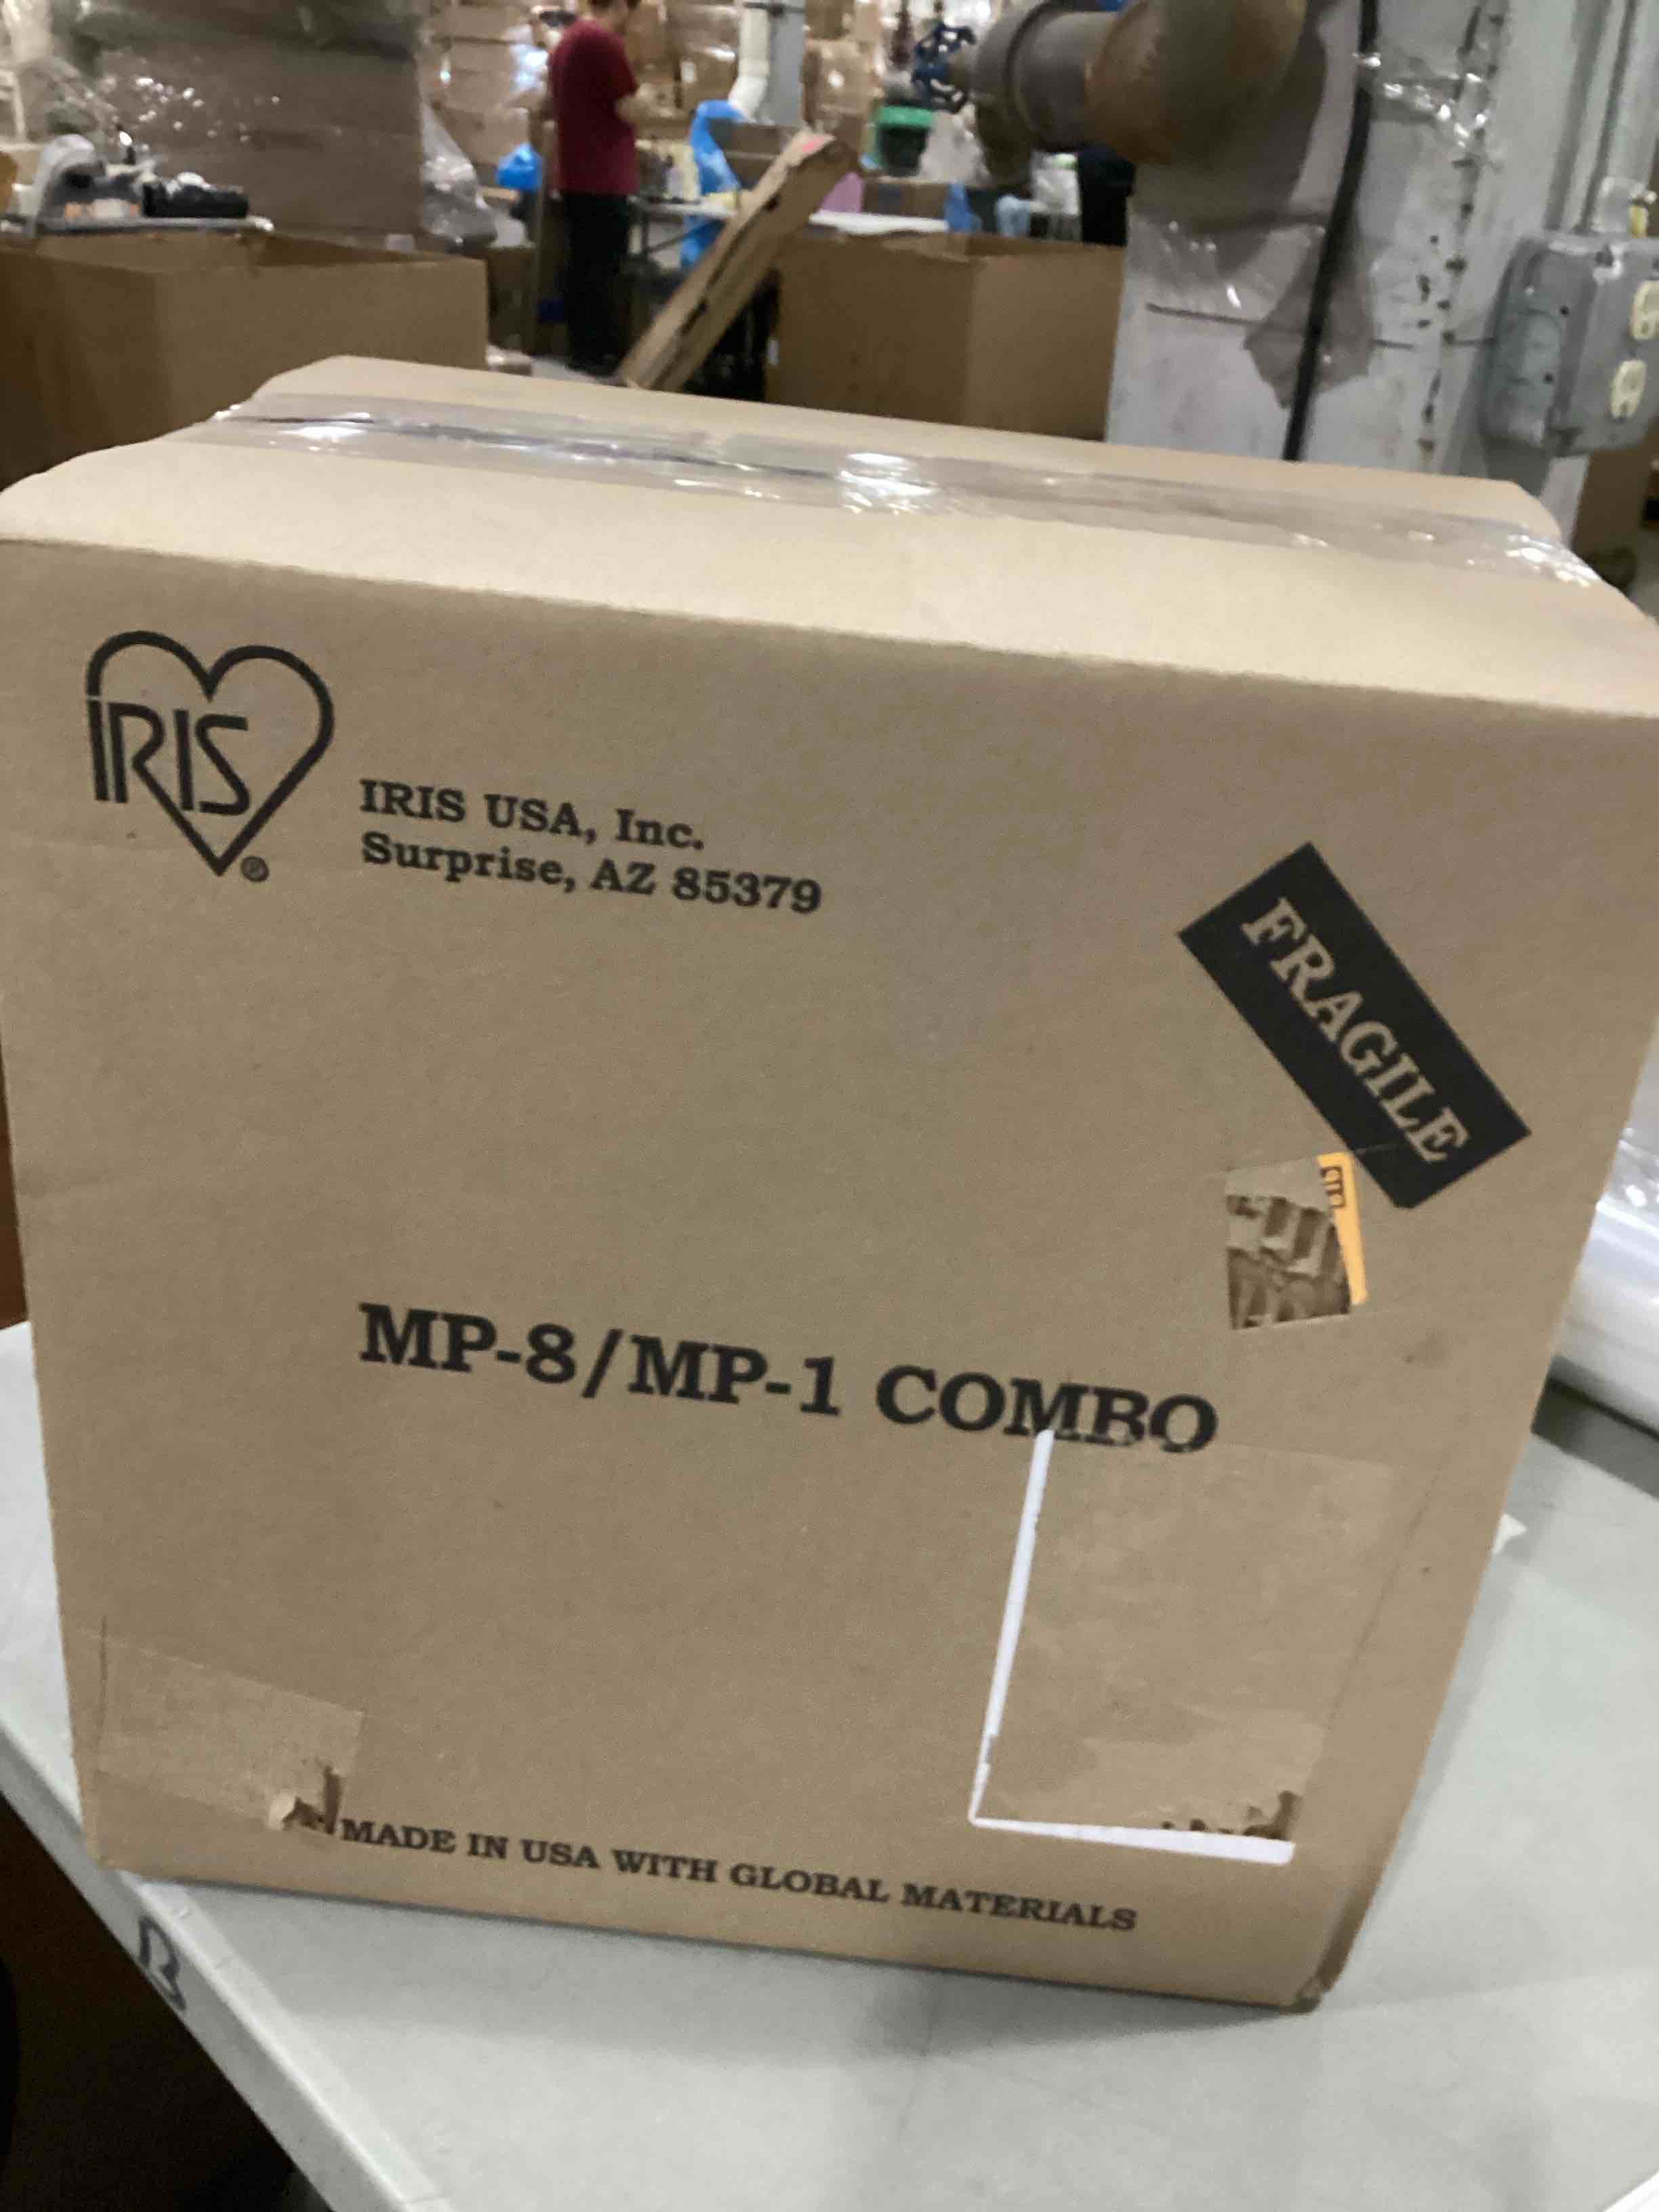 IRIS
®
IRIS USA, Inc.
Surprise, AZ 85379
FRAGILE
MP-8/MP-1 COMBO
MADE IN USA WITH GLOBAL MATERIALS
B